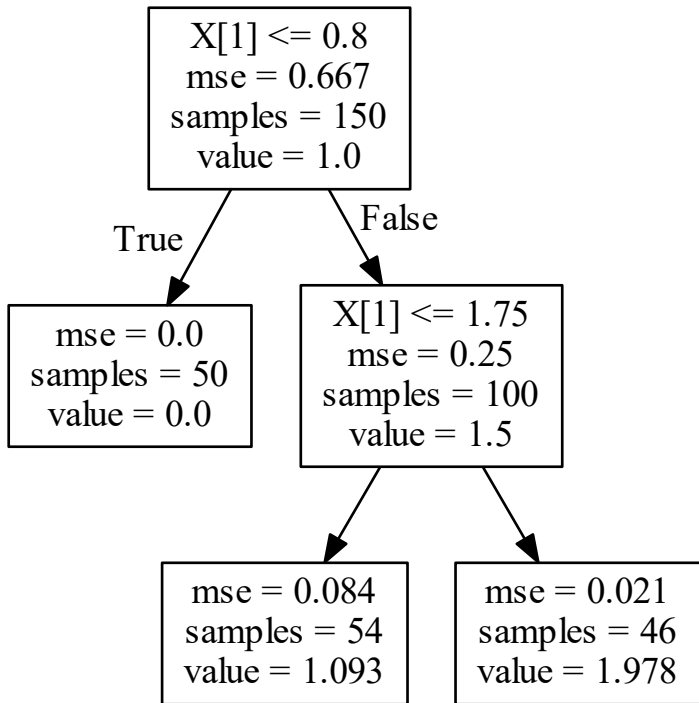 X[1] <= 0.8
mse = 0.667
samples = 150
value = 1.0
True
False
mse = 0.0
samples = 50
value = 0.0
X[1] <= 1.75
mse = 0.25
samples = 100
value = 1.5
mse = 0.084
samples = 54
value = 1.093
mse = 0.021
samples = 46
value = 1.978